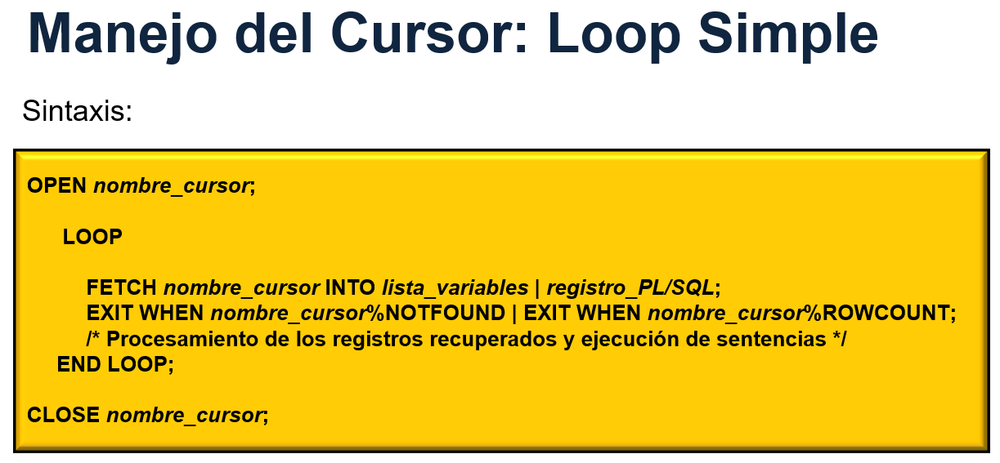 Manejo del Cursor: Loop Simple
Sintaxis:
OPEN nombre_cursor;
LOOP
FETCH nombre_cursor INTO lista_variables | registro_PL/SQL;
EXIT WHEN nombre_cursor%NOTFOUND | EXIT WHEN nombre_cursor%ROWCOUNT;
/* Procesamiento de los registros recuperados y ejecución de sentencias */
END LOOP;
CLOSE nombre_cursor;